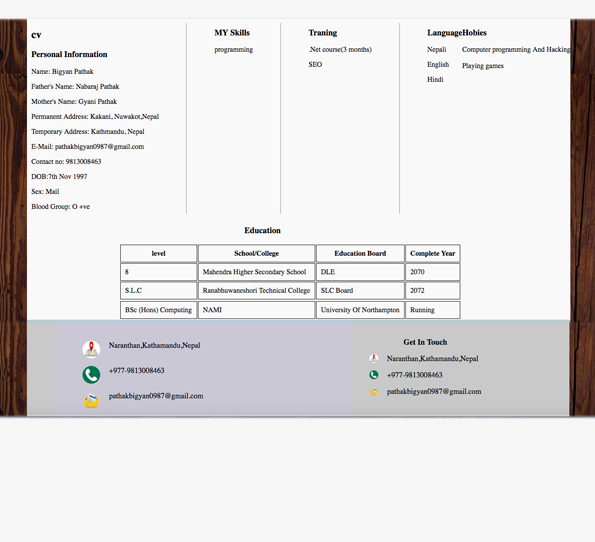 cv
Personal Information
Name: Bigyan Pathak
Father's Name: Nabaraj Pathak
Mother's Name: Gyani Pathak
Permanent Address: Kakani, Nuwakot,Nepal
Temporary Address: Kathmandu, Nepal
E-Mail: pathakbigyan0987@gmail.com
Contact no: 9813008463
DOB:7th Nov 1997
Sex: Mail
Blood Group: O +ve
MY Skills
programming
Traning
.Net course(3 months)
SEO
Language
Nepali
English
Hindi
Hobies
Computer programming And Hacking
Playing games
Education
level School/College Education Board Complete Year
8 Mahendra Higher Secondary School DLE 2070
S.L.C Ranabhuwaneshori Technical College SLC Board 2072
BSc (Hons) Computing NAMI University Of Northampton Running
Naranthan,Kathamandu,Nepal
+977-9813008463
pathakbigyan0987@gmail.com
Get In Touch
Naranthan,Kathamandu,Nepal
+977-9813008463
pathakbigyan0987@gmail.com